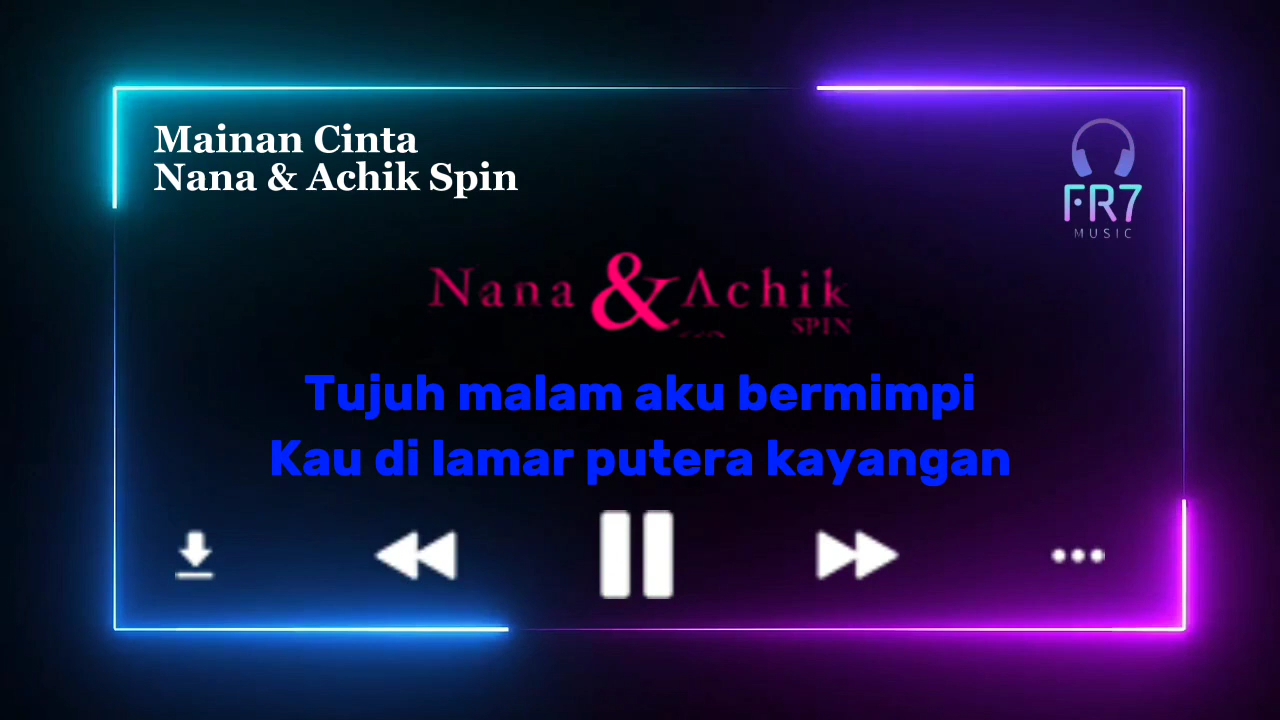 Mainan Cinta
Nana & Achik Spin
FR7
MUSIC
Nana & Achik
SPIN
Tujuh malam aku bermimpi
Kau di lamar putera kayangan